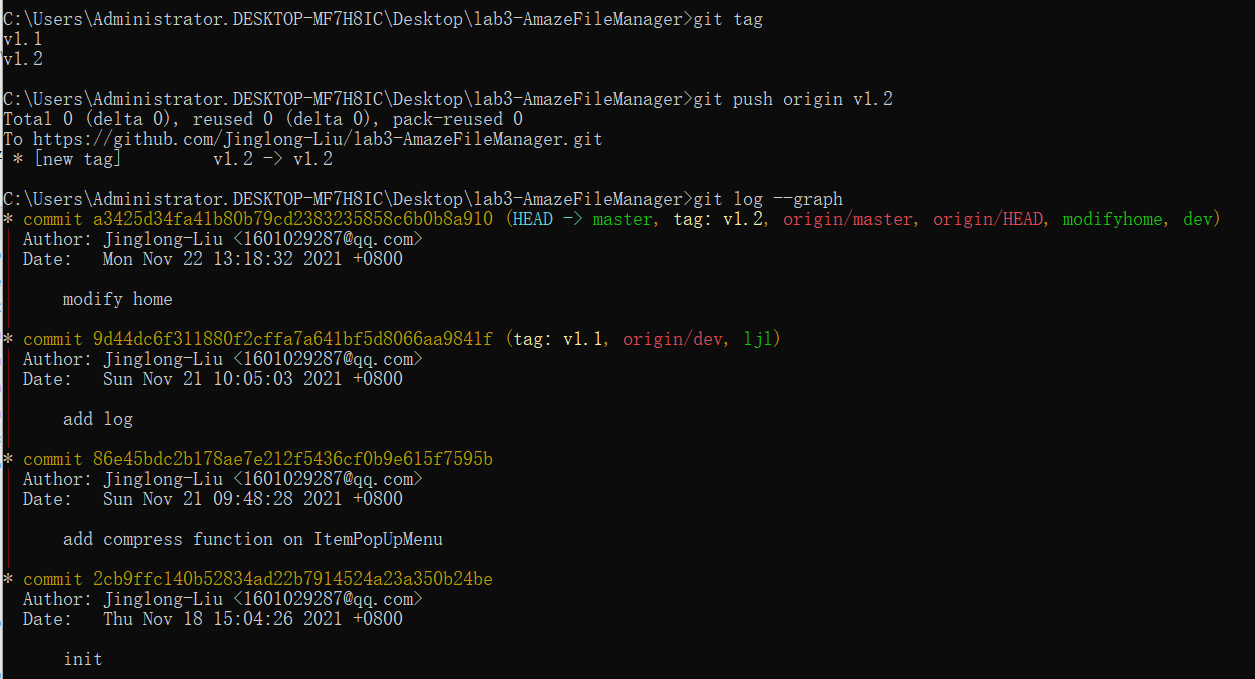 C:\Users\Administrator.DESKTOP-MF7H8IC\Desktop\lab3-AmazeFileManager>git tag
v1.1
v1.2
C:\Users\Administrator.DESKTOP-MF7H8IC\Desktop\lab3-AmazeFileManager>git push origin v1.2
Total 0 (delta 0), reused 0 (delta 0), pack-reused 0
To https://github.com/Jinglong-Liu/lab3-AmazeFileManager.git
 * [new tag]         v1.2 -> v1.2
C:\Users\Administrator.DESKTOP-MF7H8IC\Desktop\lab3-AmazeFileManager>git log --graph
* commit a3425d34fa41b80b79cd2383235858c6b0b8a910 (HEAD -> master, tag: v1.2, origin/master, origin/HEAD, modifyhome, dev)
| Author: Jinglong-Liu <1601029287@qq.com>
| Date:   Mon Nov 22 13:18:32 2021 +0800
|
|     modify home
|
* commit 9d44dc6f311880f2cffa7a641bf5d8066aa9841f (tag: v1.1, origin/dev, ljl)
| Author: Jinglong-Liu <1601029287@qq.com>
| Date:   Sun Nov 21 10:05:03 2021 +0800
|
|     add log
|
* commit 86e45bdc2b178ae7e212f5436cf0b9e615f7595b
| Author: Jinglong-Liu <1601029287@qq.com>
| Date:   Sun Nov 21 09:48:28 2021 +0800
|
|     add compress function on ItemPopUpMenu
|
* commit 2cb9ffc140b52834ad22b7914524a23a350b24be
  Author: Jinglong-Liu <1601029287@qq.com>
  Date:   Thu Nov 18 15:04:26 2021 +0800
      init